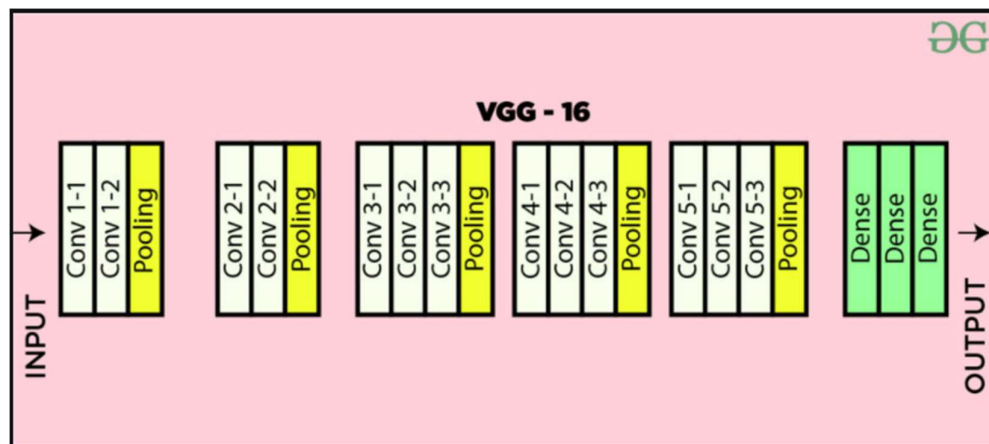 VGG - 16
INPUT
Conv 1-1
Conv 1-2
Pooling
Conv 2-1
Conv 2-2
Pooling
Conv 3-1
Conv 3-2
Conv 3-3
Pooling
Conv 4-1
Conv 4-2
Conv 4-3
Pooling
Conv 5-1
Conv 5-2
Conv 5-3
Pooling
Dense
Dense
Dense
OUTPUT